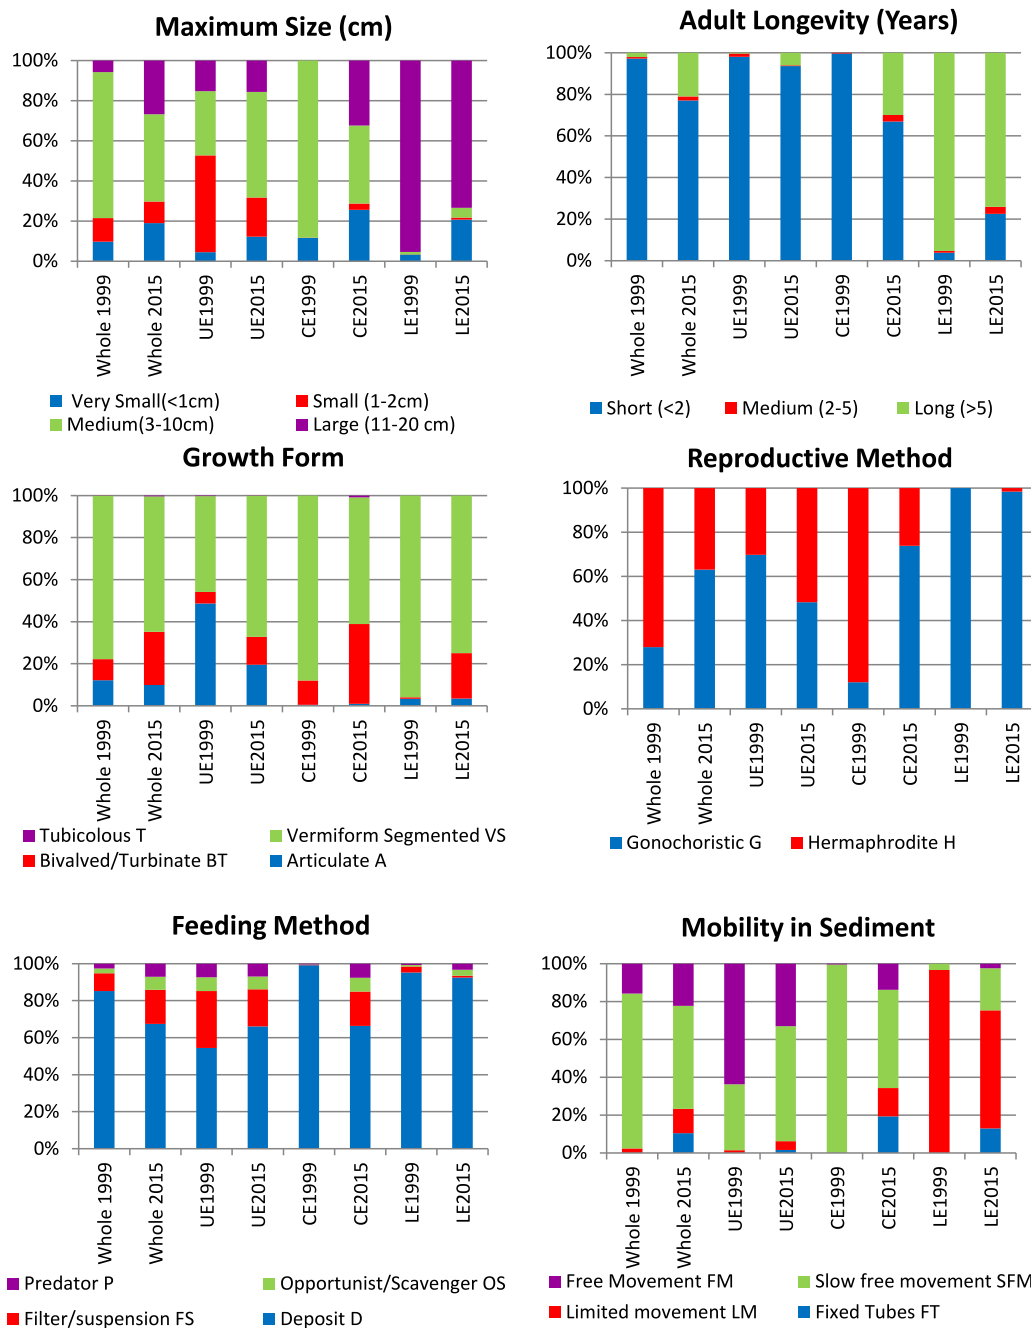 Maximum Size (cm)
100%
80%
60%
40%
20%
0%
Whole 1999
Whole 2015
UE1999
UE2015
CE1999
CE2015
LE1999
LE2015
Very Small(<1cm)
Small (1-2cm)
Medium(3-10cm)
Large (11-20 cm)
Adult Longevity (Years)
100%
80%
60%
40%
20%
0%
Whole 1999
Whole 2015
UE1999
UE2015
CE1999
CE2015
LE1999
LE2015
Short (<2)
Medium (2-5)
Long (>5)
Growth Form
100%
80%
60%
40%
20%
0%
Whole 1999
Whole 2015
UE1999
UE2015
CE1999
CE2015
LE1999
LE2015
Tubicolous T
Vermiform Segmented VS
Bivalved/Turbinate BT
Articulate A
Reproductive Method
100%
80%
60%
40%
20%
0%
Whole 1999
Whole 2015
UE1999
UE2015
CE1999
CE2015
LE1999
LE2015
Gonochoristic G
Hermaphrodite H
Feeding Method
100%
80%
60%
40%
20%
0%
Whole 1999
Whole 2015
UE1999
UE2015
CE1999
CE2015
LE1999
LE2015
Predator P
Opportunist/Scavenger OS
Filter/suspension FS
Deposit D
Mobility in Sediment
100%
80%
60%
40%
20%
0%
Whole 1999
Whole 2015
UE1999
UE2015
CE1999
CE2015
LE1999
LE2015
Free Movement FM
Slow free movement SFM
Limited movement LM
Fixed Tubes FT